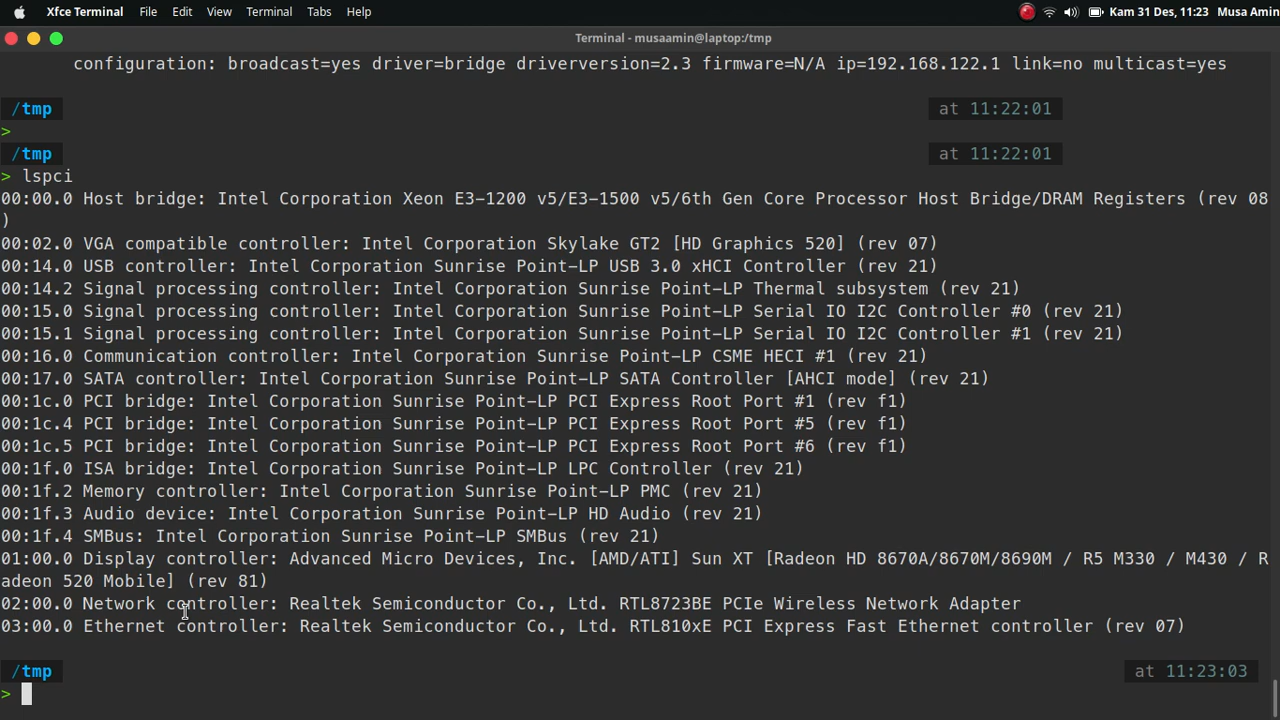 Xfce Terminal File Edit View Terminal Tabs Help Kam 31 Des, 11:23 Musa Amin
Terminal - musaamin@laptop:/tmp
configuration: broadcast=yes driver=bridge driverversion=2.3 firmware=N/A ip=192.168.122.1 link=no multicast=yes
/tmp at 11:22:01
>
/tmp at 11:22:01
> lspci
00:00.0 Host bridge: Intel Corporation Xeon E3-1200 v5/E3-1500 v5/6th Gen Core Processor Host Bridge/DRAM Registers (rev 08
)
00:02.0 VGA compatible controller: Intel Corporation Skylake GT2 [HD Graphics 520] (rev 07)
00:14.0 USB controller: Intel Corporation Sunrise Point-LP USB 3.0 xHCI Controller (rev 21)
00:14.2 Signal processing controller: Intel Corporation Sunrise Point-LP Thermal subsystem (rev 21)
00:15.0 Signal processing controller: Intel Corporation Sunrise Point-LP Serial IO I2C Controller #0 (rev 21)
00:15.1 Signal processing controller: Intel Corporation Sunrise Point-LP Serial IO I2C Controller #1 (rev 21)
00:16.0 Communication controller: Intel Corporation Sunrise Point-LP CSME HECI #1 (rev 21)
00:17.0 SATA controller: Intel Corporation Sunrise Point-LP SATA Controller [AHCI mode] (rev 21)
00:1c.0 PCI bridge: Intel Corporation Sunrise Point-LP PCI Express Root Port #1 (rev f1)
00:1c.4 PCI bridge: Intel Corporation Sunrise Point-LP PCI Express Root Port #5 (rev f1)
00:1c.5 PCI bridge: Intel Corporation Sunrise Point-LP PCI Express Root Port #6 (rev f1)
00:1f.0 ISA bridge: Intel Corporation Sunrise Point-LP LPC Controller (rev 21)
00:1f.2 Memory controller: Intel Corporation Sunrise Point-LP PMC (rev 21)
00:1f.3 Audio device: Intel Corporation Sunrise Point-LP HD Audio (rev 21)
00:1f.4 SMBus: Intel Corporation Sunrise Point-LP SMBus (rev 21)
01:00.0 Display controller: Advanced Micro Devices, Inc. [AMD/ATI] Sun XT [Radeon HD 8670A/8670M/8690M / R5 M330 / M430 / R
adeon 520 Mobile] (rev 81)
02:00.0 Network controller: Realtek Semiconductor Co., Ltd. RTL8723BE PCIe Wireless Network Adapter
03:00.0 Ethernet controller: Realtek Semiconductor Co., Ltd. RTL810xE PCI Express Fast Ethernet controller (rev 07)
/tmp at 11:23:03
>